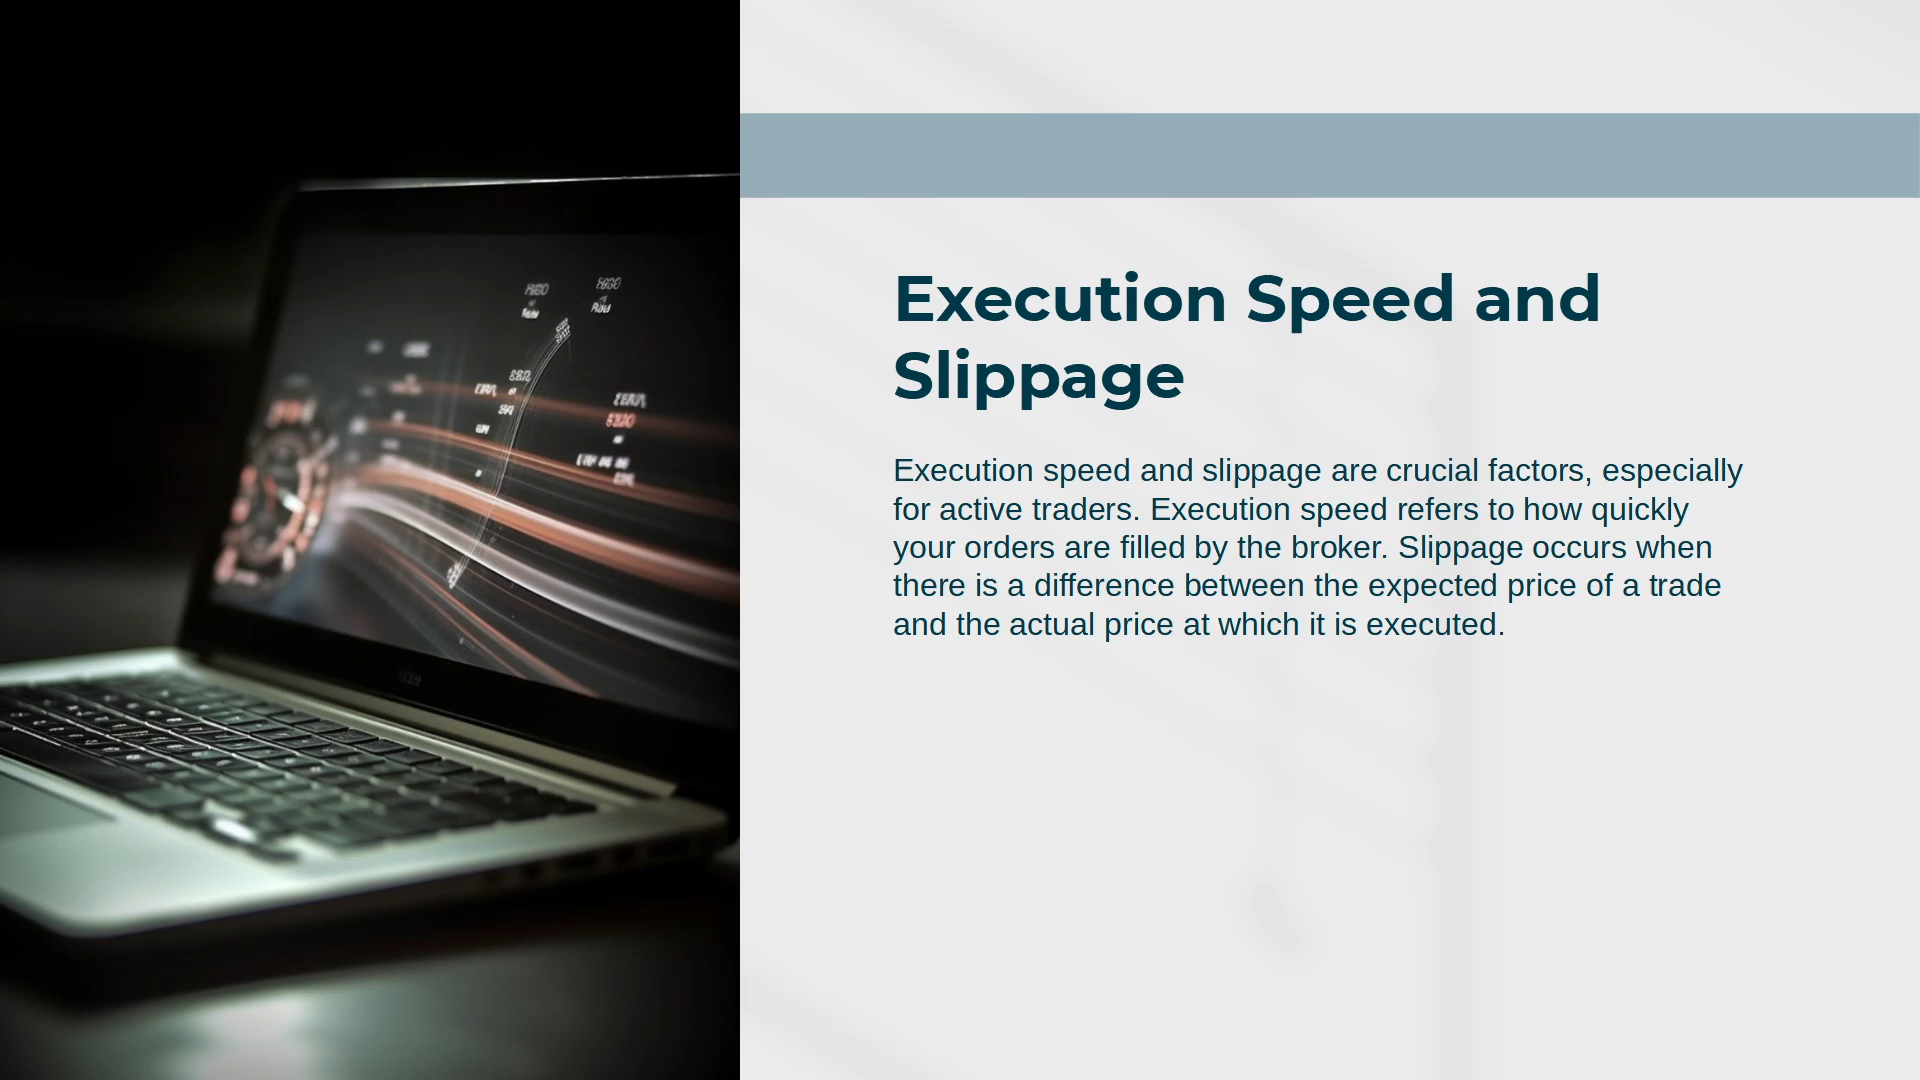 Execution Speed and
Slippage
Execution speed and slippage are crucial factors, especially
for active traders. Execution speed refers to how quickly
your orders are filled by the broker. Slippage occurs when
there is a difference between the expected price of a trade
and the actual price at which it is executed.